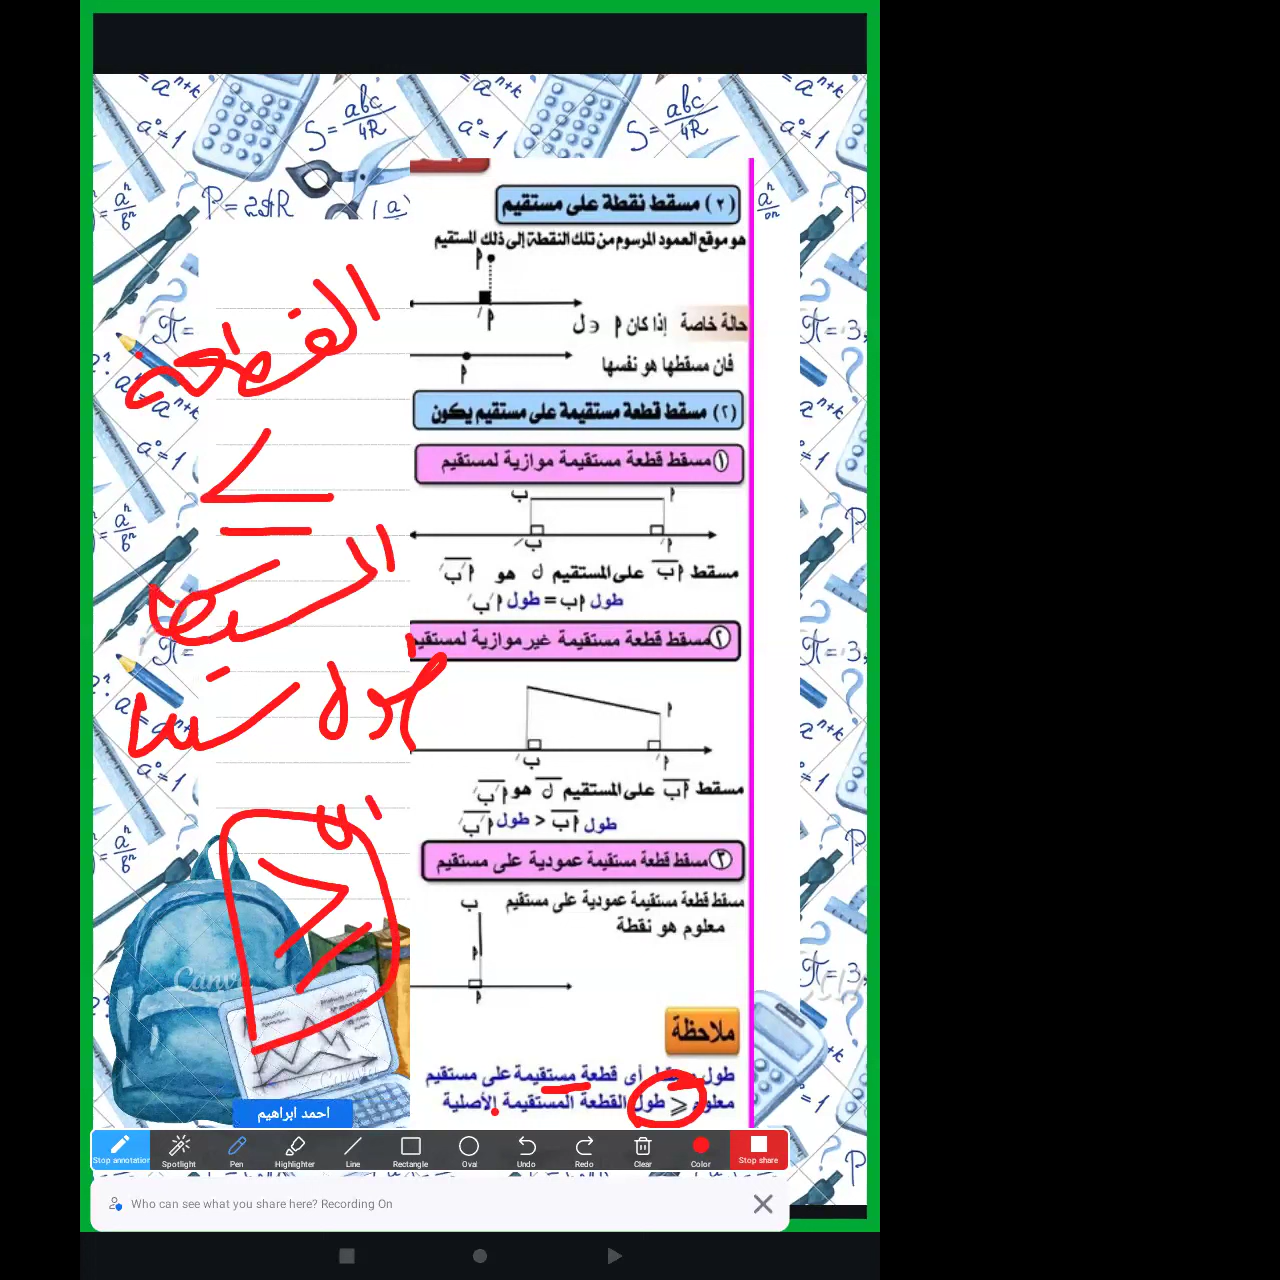 (٢) مسقط نقطة على مستقيم
هو موقع العمود المرسوم من تلك النقطة إلى ذلك المستقيم
حالة خاصة إذا كان ٩ ∈ ل
فان مسقطها هو نفسها
(٢) مسقط قطعة مستقيمة على مستقيم يكون
① مسقط قطعة مستقيمة موازية لمستقيم
مسقط أب على المستقيم ل هو أَبَ
طول أب = طول أَبَ
② مسقط قطعة مستقيمة غير موازية لمستقيم
مسقط أب على المستقيم ل هو أَبَ
طول أب > طول أَبَ
③ مسقط قطعة مستقيمة عمودية على مستقيم
مسقط قطعة مستقيمة عمودية على مستقيم
معلوم هو نقطة
ملاحظة
طول مسقط أى قطعة مستقيمة على مستقيم
معلوم ⩽ طول القطعة المستقيمة الأصلية
القطعة
طول
احمد ابراهيم
Stop annotation
Spotlight
Pen
Highlighter
Line
Rectangle
Oval
Undo
Redo
Clear
Color
Stop share
Who can see what you share here? Recording On